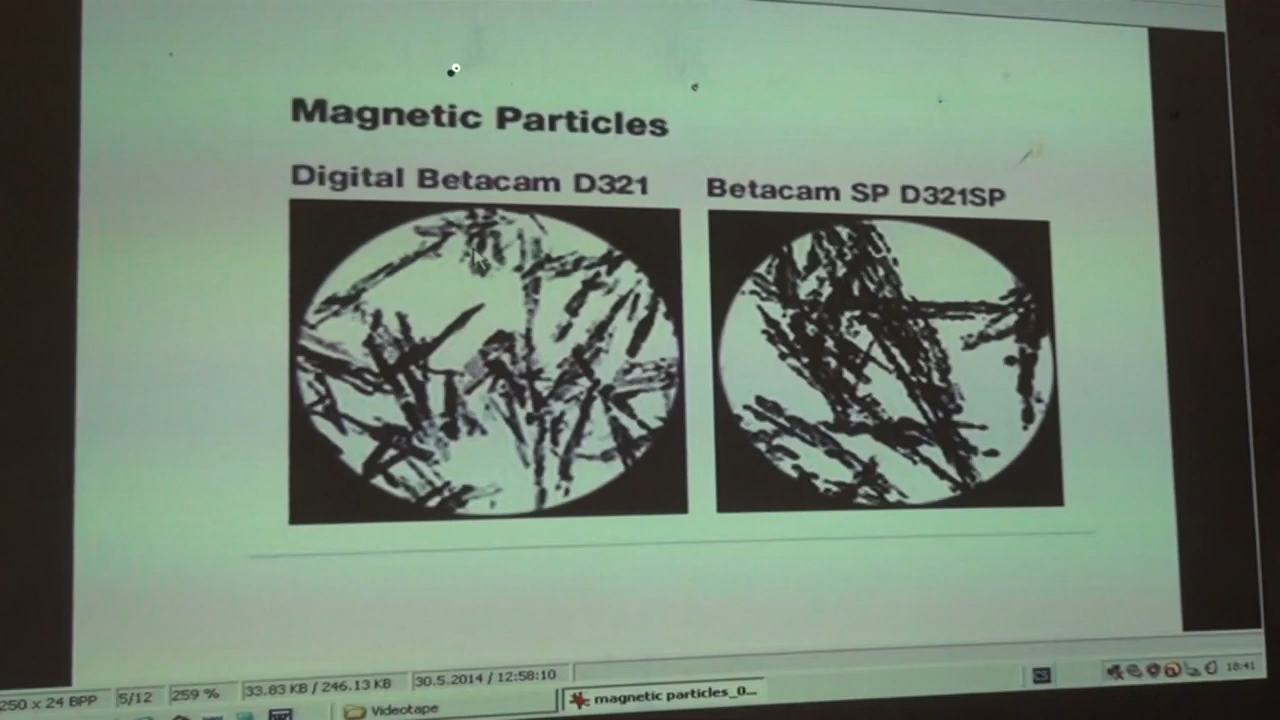 Magnetic Particles
Digital Betacam D321
Betacam SP D321SP
250 x 24 BPP
5/12
259 %
33.83 KB / 246.13 KB
30.5.2014 / 12:58:10
CS
18:41
Videotape
magnetic particles_0...